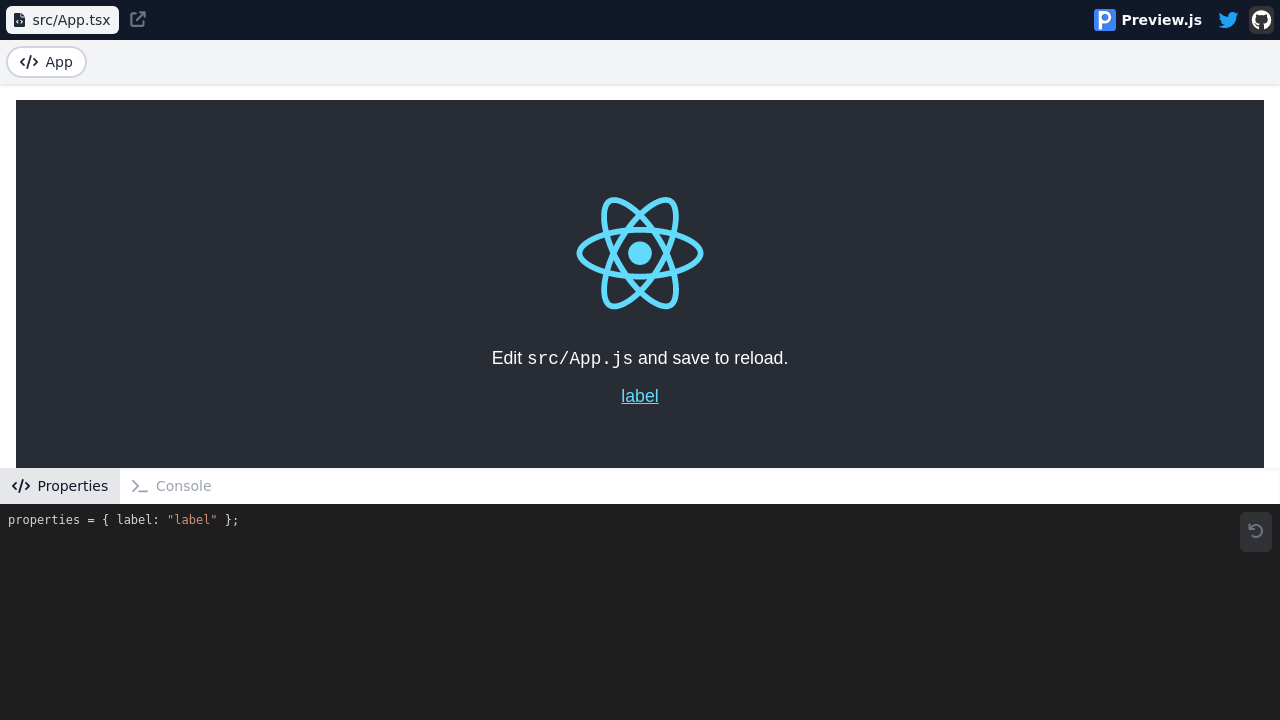 src/App.tsx
Preview.js
App
Edit src/App.js and save to reload.
label
Properties
Console
properties = { label: "label" };